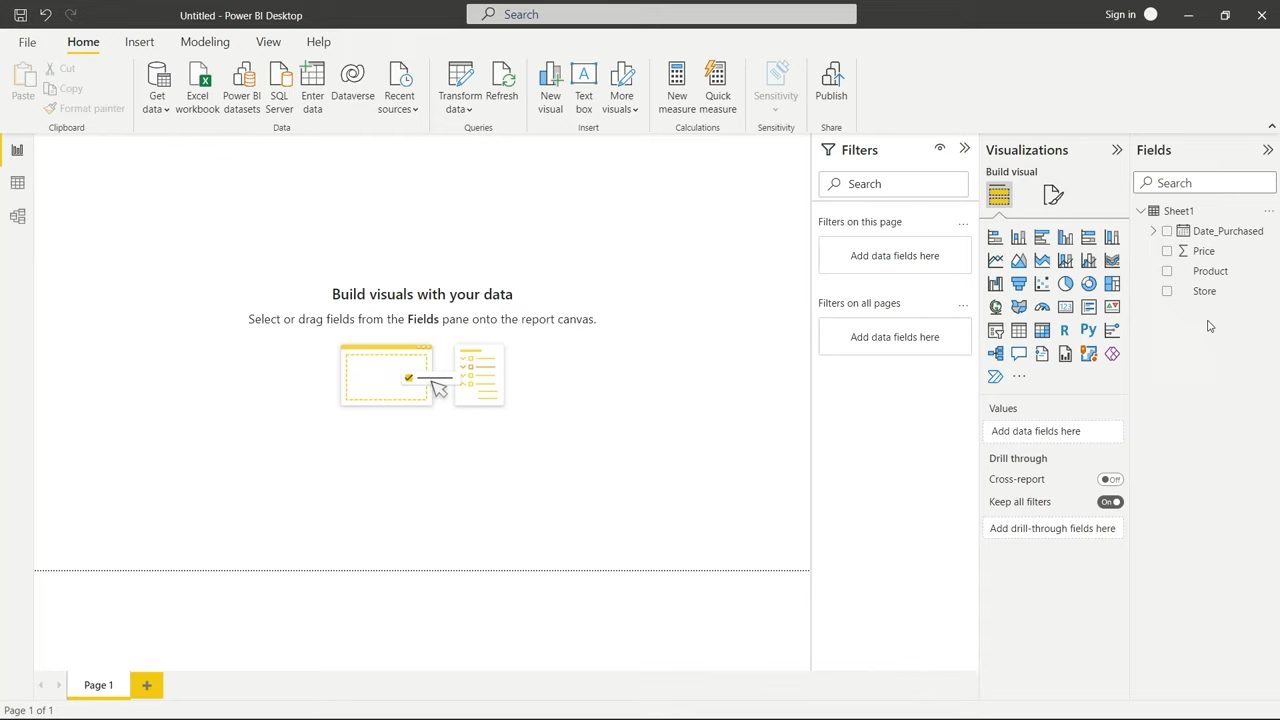 Untitled - Power BI Desktop
Search
Sign in
File
Home
Insert
Modeling
View
Help
Paste
Cut
Copy
Format painter
Clipboard
Get data
Excel workbook
Power BI datasets
SQL Server
Enter data
Dataverse
Recent sources
Data
Transform data
Refresh
Queries
New visual
Text box
More visuals
Insert
New measure
Quick measure
Calculations
Sensitivity
Sensitivity
Publish
Share
Build visuals with your data
Select or drag fields from the Fields pane onto the report canvas.
Filters
Search
Filters on this page
...
Add data fields here
Filters on all pages
...
Add data fields here
Visualizations
Build visual
R
Py
...
Values
Add data fields here
Drill through
Cross-report
Off
Keep all filters
On
Add drill-through fields here
Fields
Search
Sheet1
...
Date_Purchased
Price
Product
Store
Page 1
Page 1 of 1